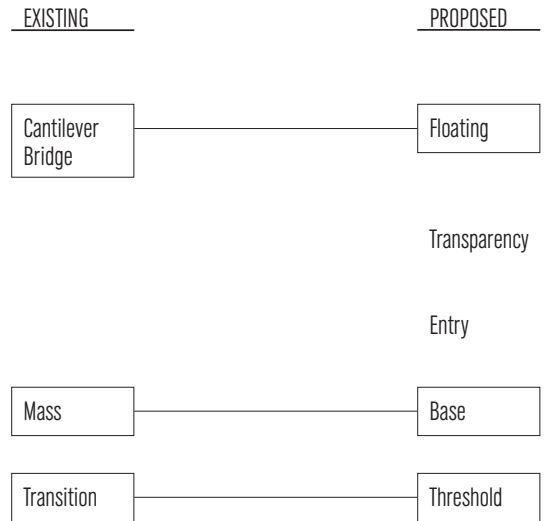 EXISTING PROPOSED
Cantilever Floating
Bridge
Transparency
Entry
Mass Base
Transition Threshold